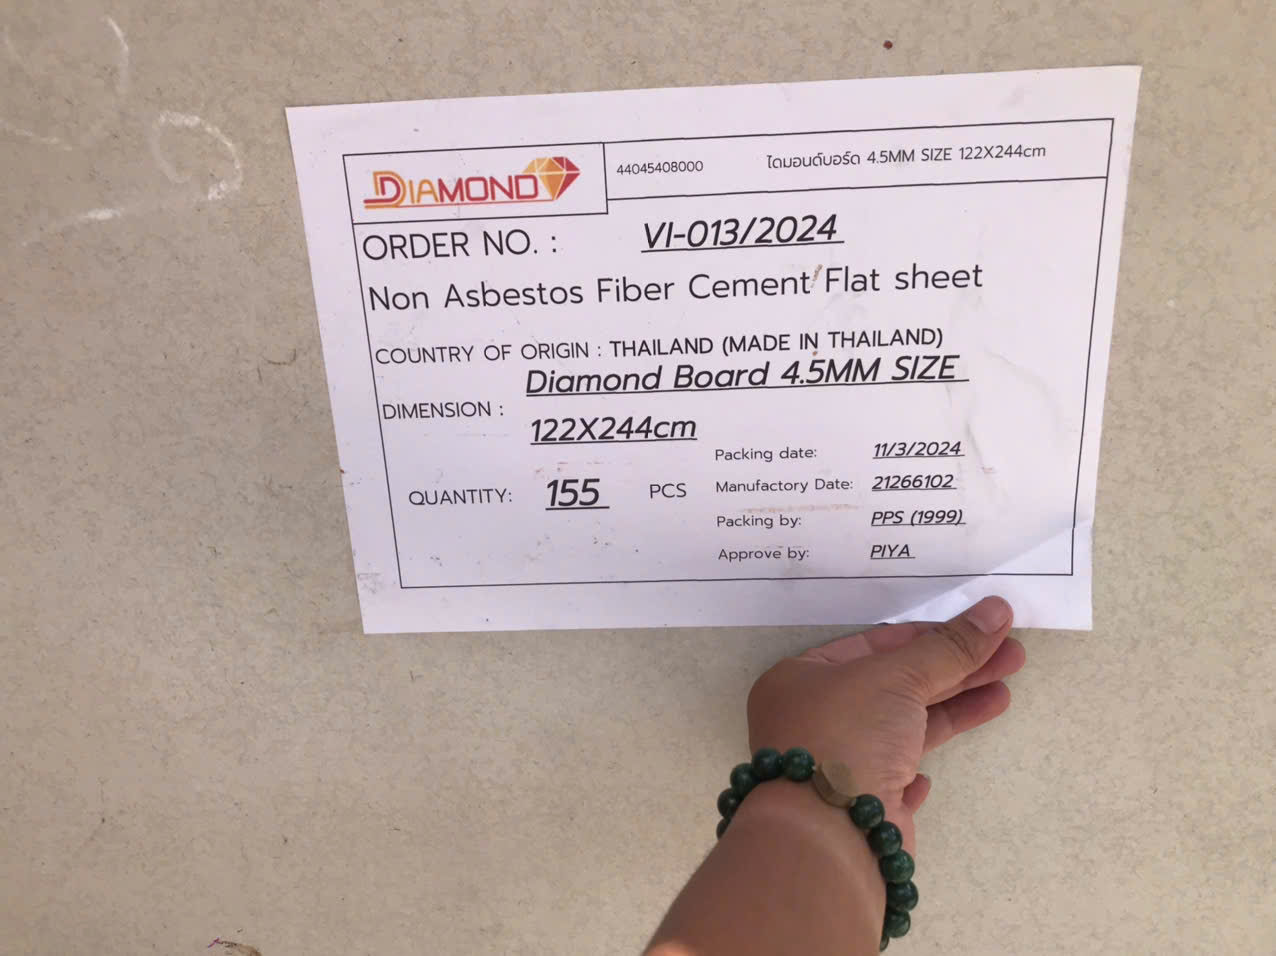 DIAMOND
44045408000 ไดมอนด์บอร์ด 4.5MM SIZE 122X244cm
ORDER NO. : VI-013/2024
Non Asbestos Fiber Cement Flat sheet
COUNTRY OF ORIGIN : THAILAND (MADE IN THAILAND)
Diamond Board 4.5MM SIZE
DIMENSION :
122X244cm
Packing date: 11/3/2024
QUANTITY: 155 PCS Manufactory Date: 21266102
Packing by: PPS (1999)
Approve by: PIYA